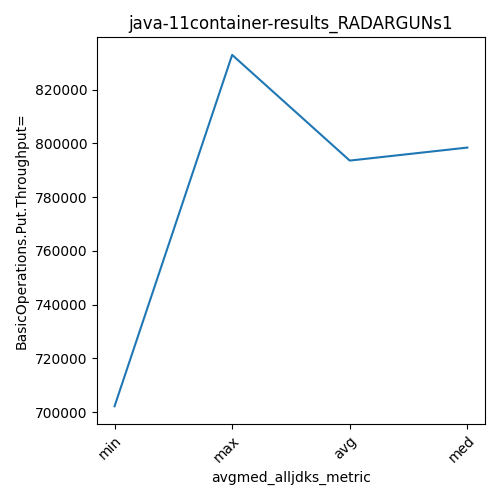 java-11container-results_RADARGUNs1
BasicOperations.Put.Throughput=
820000
800000
780000
760000
740000
720000
700000
min
max
avg
med
avgmed_alljdks_metric